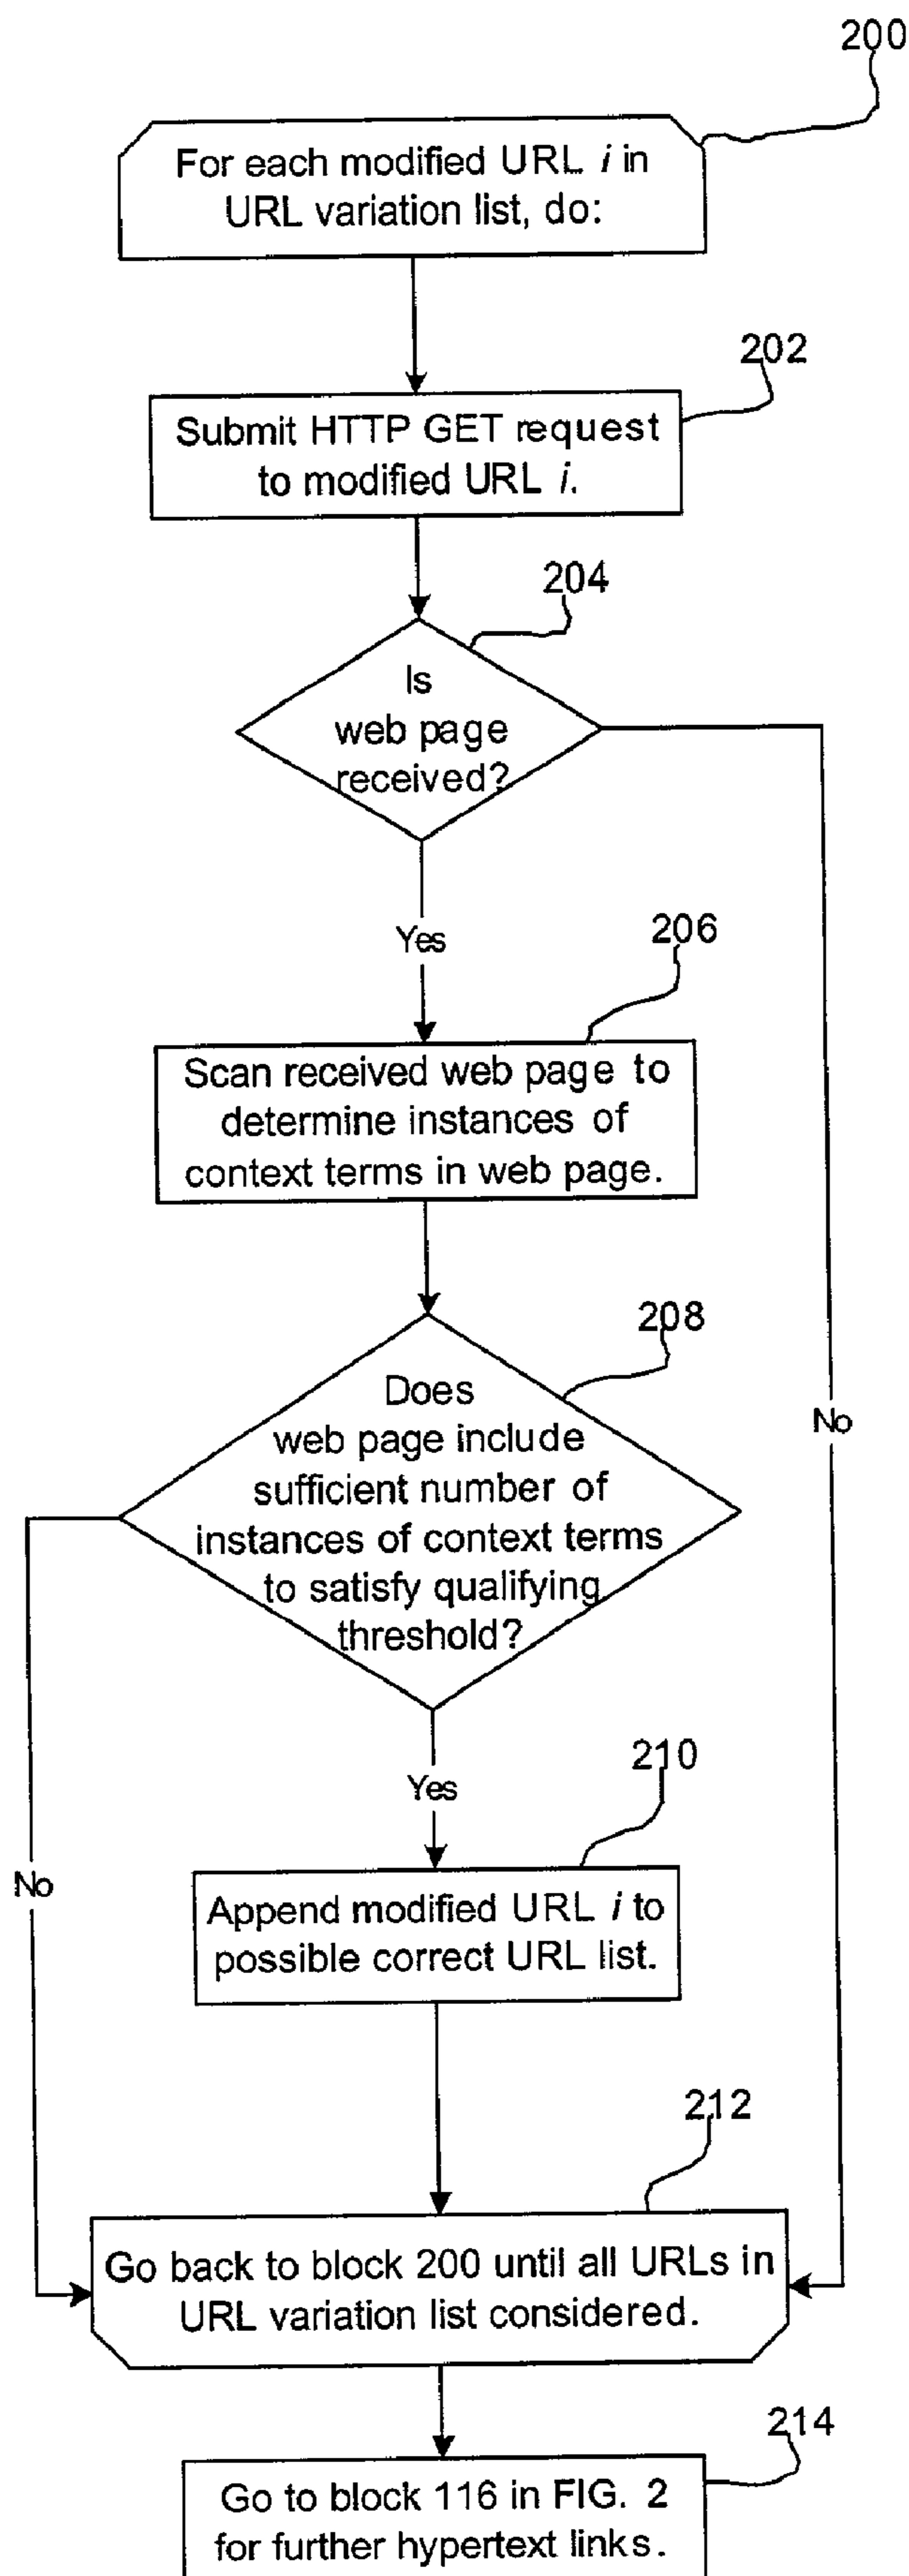 200
For each modified URL i in
URL variation list, do:
202
Submit HTTP GET request
to modified URL i.
204
Is
web page
received?
Yes
206
Scan received web page to
determine instances of
context terms in web page.
208
Does
web page include
sufficient number of
instances of context terms
to satisfy qualifying
threshold?
No
Yes
210
No
Append modified URL i to
possible correct URL list.
212
Go back to block 200 until all URLs in
URL variation list considered.
214
Go to block 116 in FIG. 2
for further hypertext links.